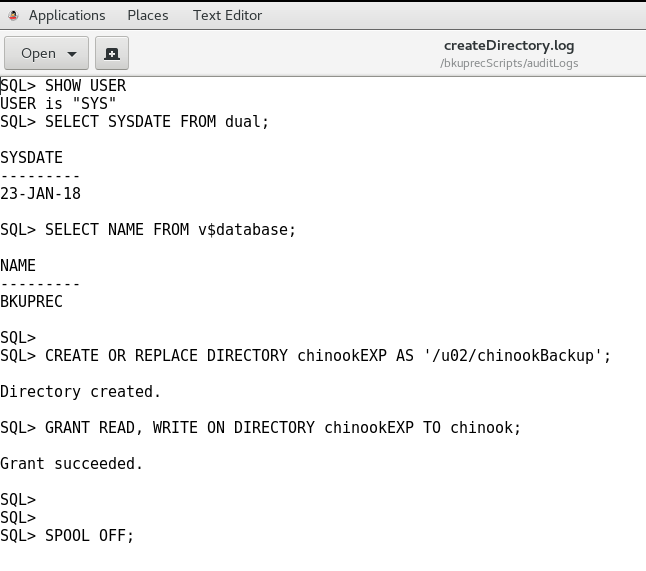 Applications Places Text Editor
Open
createDirectory.log
/bkuprecScripts/auditLogs
SQL> SHOW USER
USER is "SYS"
SQL> SELECT SYSDATE FROM dual;
SYSDATE
---------
23-JAN-18
SQL> SELECT NAME FROM v$database;
NAME
---------
BKUPREC
SQL>
SQL> CREATE OR REPLACE DIRECTORY chinookEXP AS '/u02/chinookBackup';
Directory created.
SQL> GRANT READ, WRITE ON DIRECTORY chinookEXP TO chinook;
Grant succeeded.
SQL>
SQL>
SQL> SPOOL OFF;